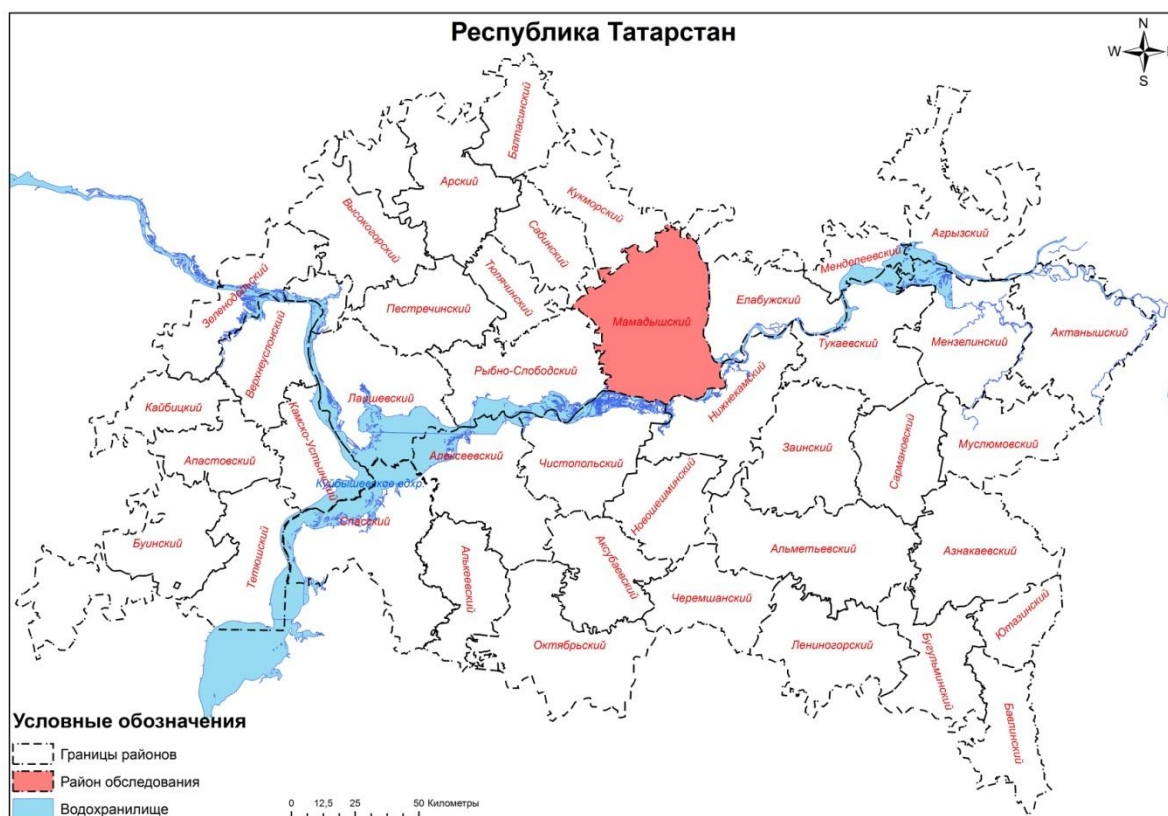 Республика Татарстан
N
W
S
Балтасинский
Арский
Кукморский
Высокогорский
Сабинский
Агрызский
Менделеевский
Тюлячинский
Зеленодольский
Пестречинский
Елабужский
Мамадышский
Тукаевский
Мензелинский
Актанышский
Верхнеуслонский
Рыбно-Слободский
Нижнекамский
Лаишевский
Кайбицкий
Камско-Устьинский
Заинский
Сармановский
Муслюмовский
Апастовский
Алексеевский
Чистопольский
Куйбышевское вдхр.
Новошешминский
Спасский
Буинский
Тетюшский
Алькеевский
Аксубаевский
Альметьевский
Азнакаевский
Черемшанский
Ютазинский
Октябрьский
Лениногорский
Бугульминский
Бавлинский
Условные обозначения
Границы районов
Район обследования
Водохранилище
0 12,5 25 50 Километры